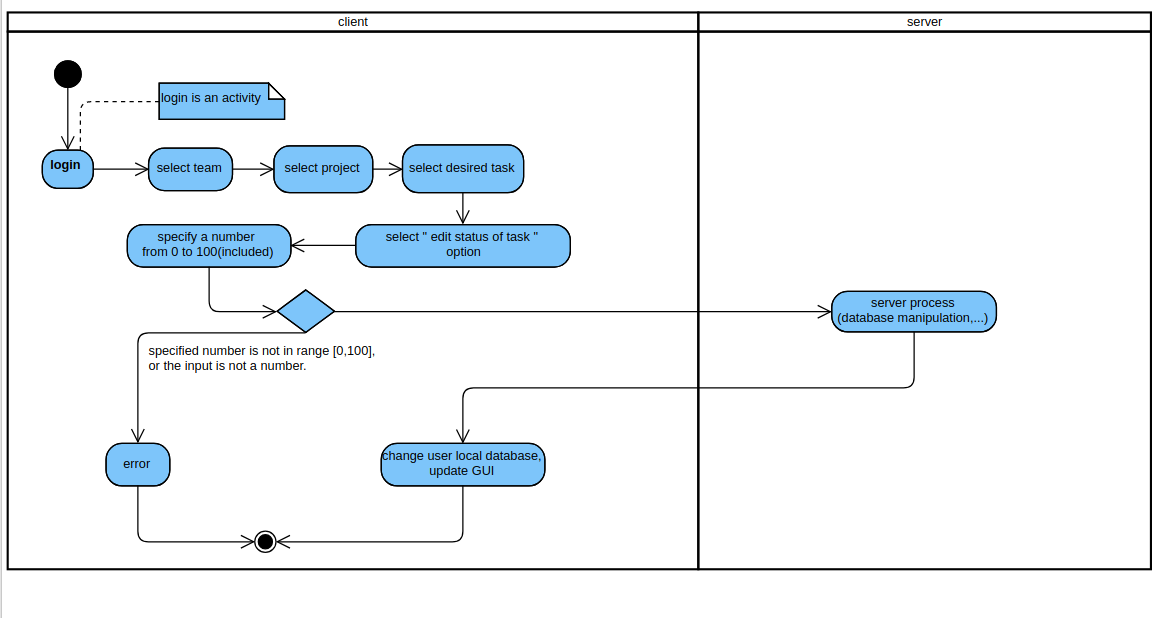 client
server
login is an activity
login
select team
select project
select desired task
specify a number
from 0 to 100(included)
select " edit status of task "
option
server process
(database manipulation,...)
specified number is not in range [0,100],
or the input is not a number.
error
change user local database,
update GUI